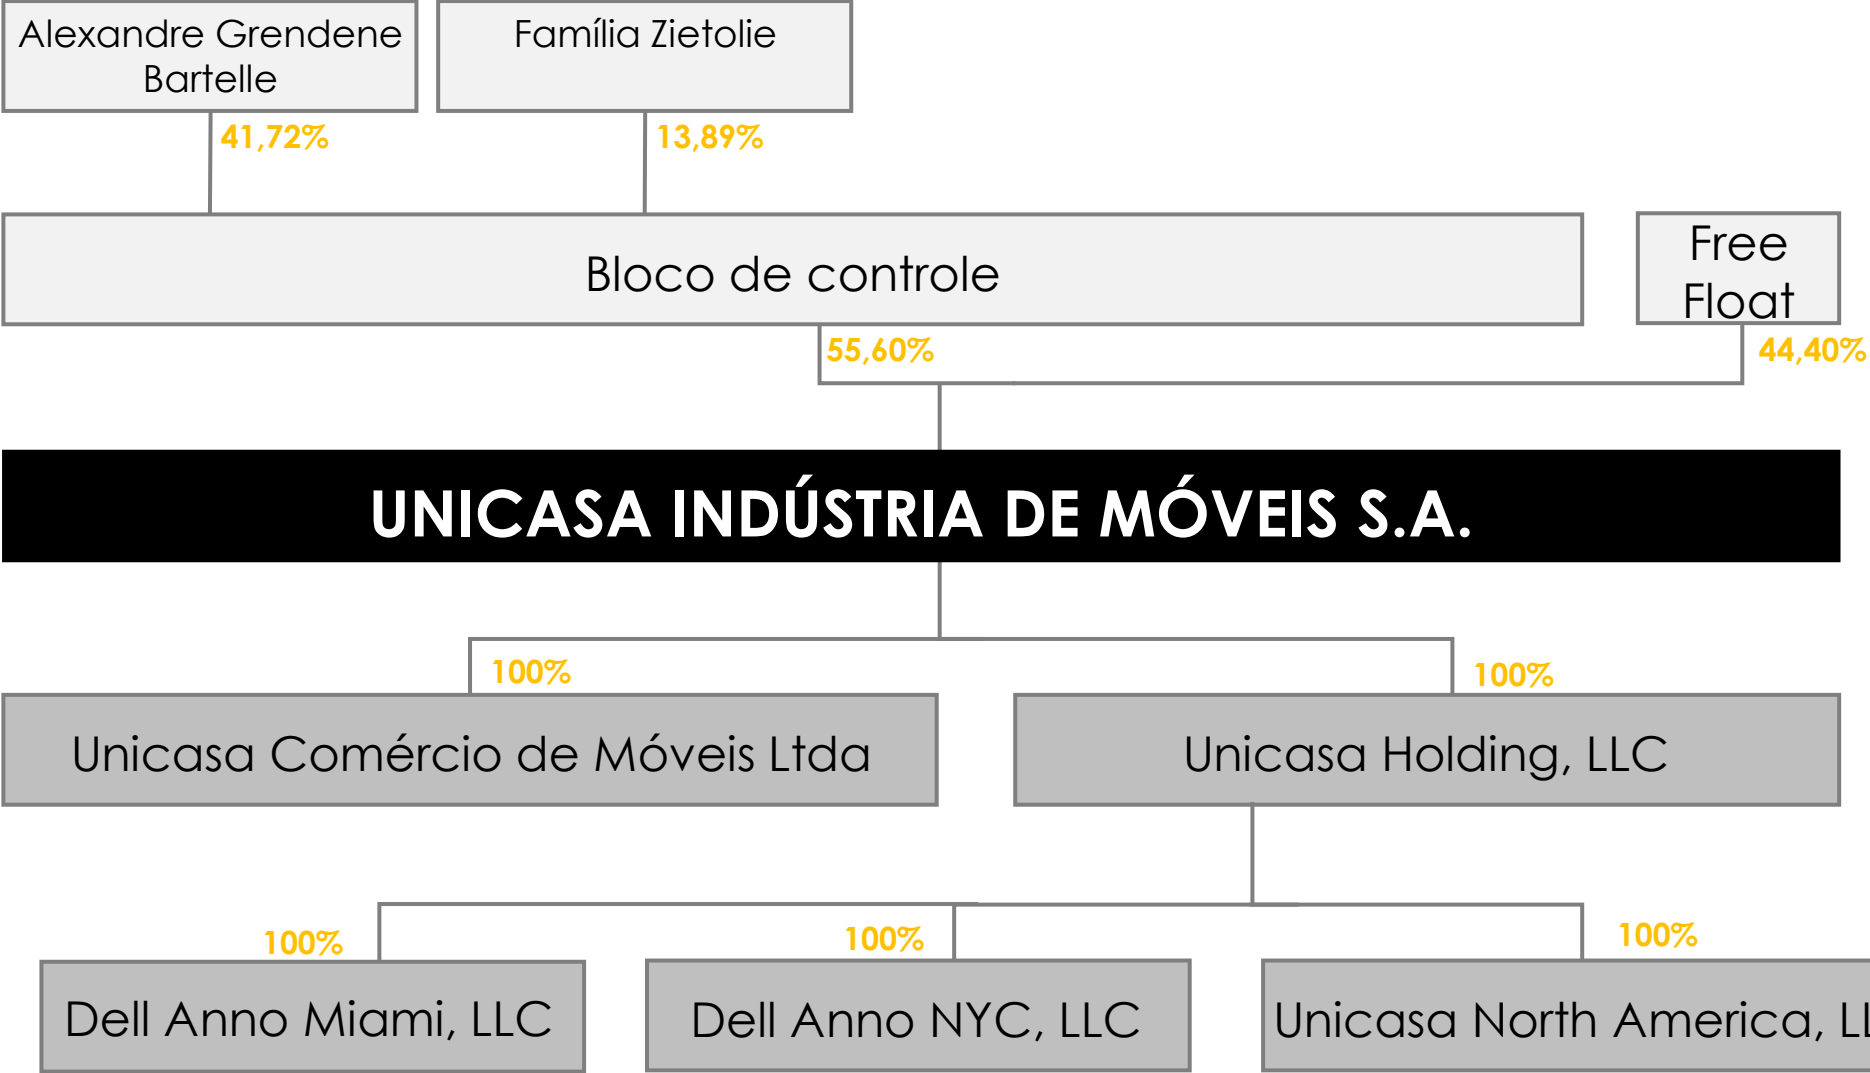 Alexandre Grendene
Bartelle
Família Zietolie
41,72%
13,89%
Bloco de controle
Free
Float
55,60%
44,40%
UNICASA INDÚSTRIA DE MÓVEIS S.A.
100%
100%
Unicasa Comércio de Móveis Ltda
Unicasa Holding, LLC
100%
100%
100%
Dell Anno Miami, LLC
Dell Anno NYC, LLC
Unicasa North America,